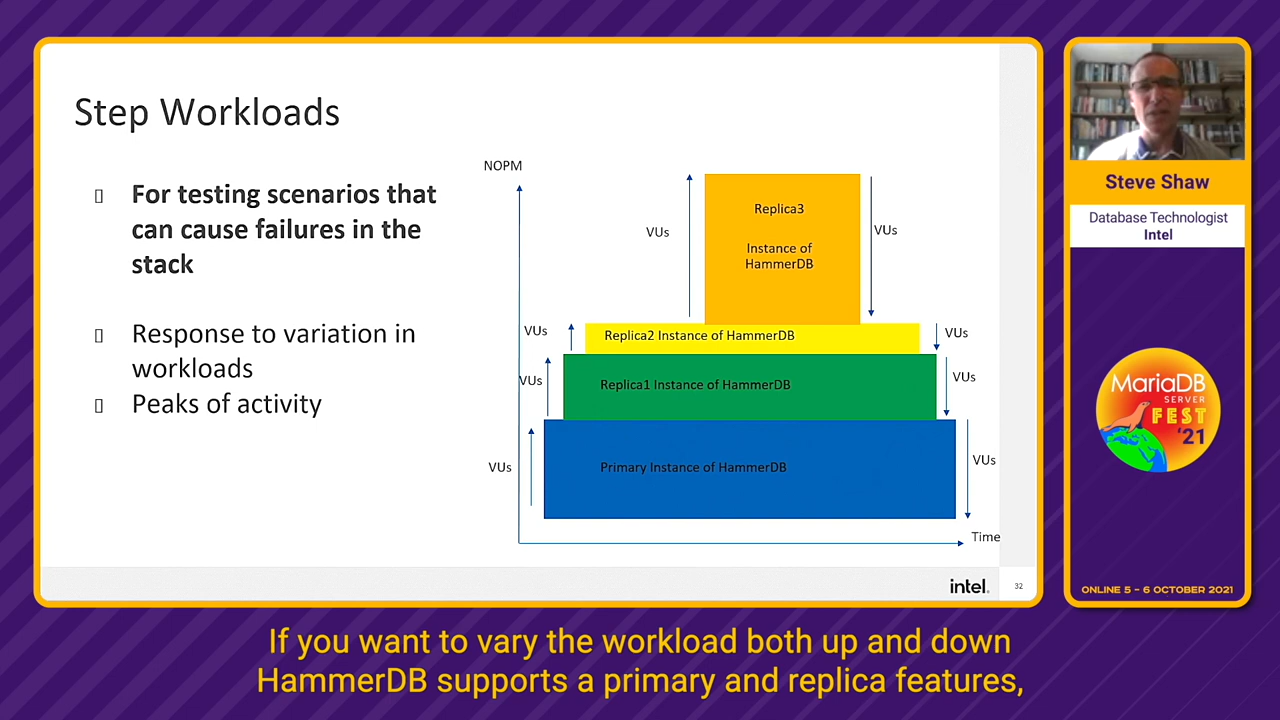 Step Workloads
For testing scenarios that
can cause failures in the
stack
Response to variation in
workloads
Peaks of activity
NOPM
Replica3
Instance of
HammerDB
VUs
VUs
VUs
Replica2 Instance of HammerDB
VUs
VUs
Replica1 Instance of HammerDB
VUs
VUs
Primary Instance of HammerDB
VUs
Time
intel.
32
Steve Shaw
Database Technologist
Intel
MariaDB
SERVER
FEST
'21
ONLINE 5 - 6 OCTOBER 2021
If you want to vary the workload both up and down
HammerDB supports a primary and replica features,